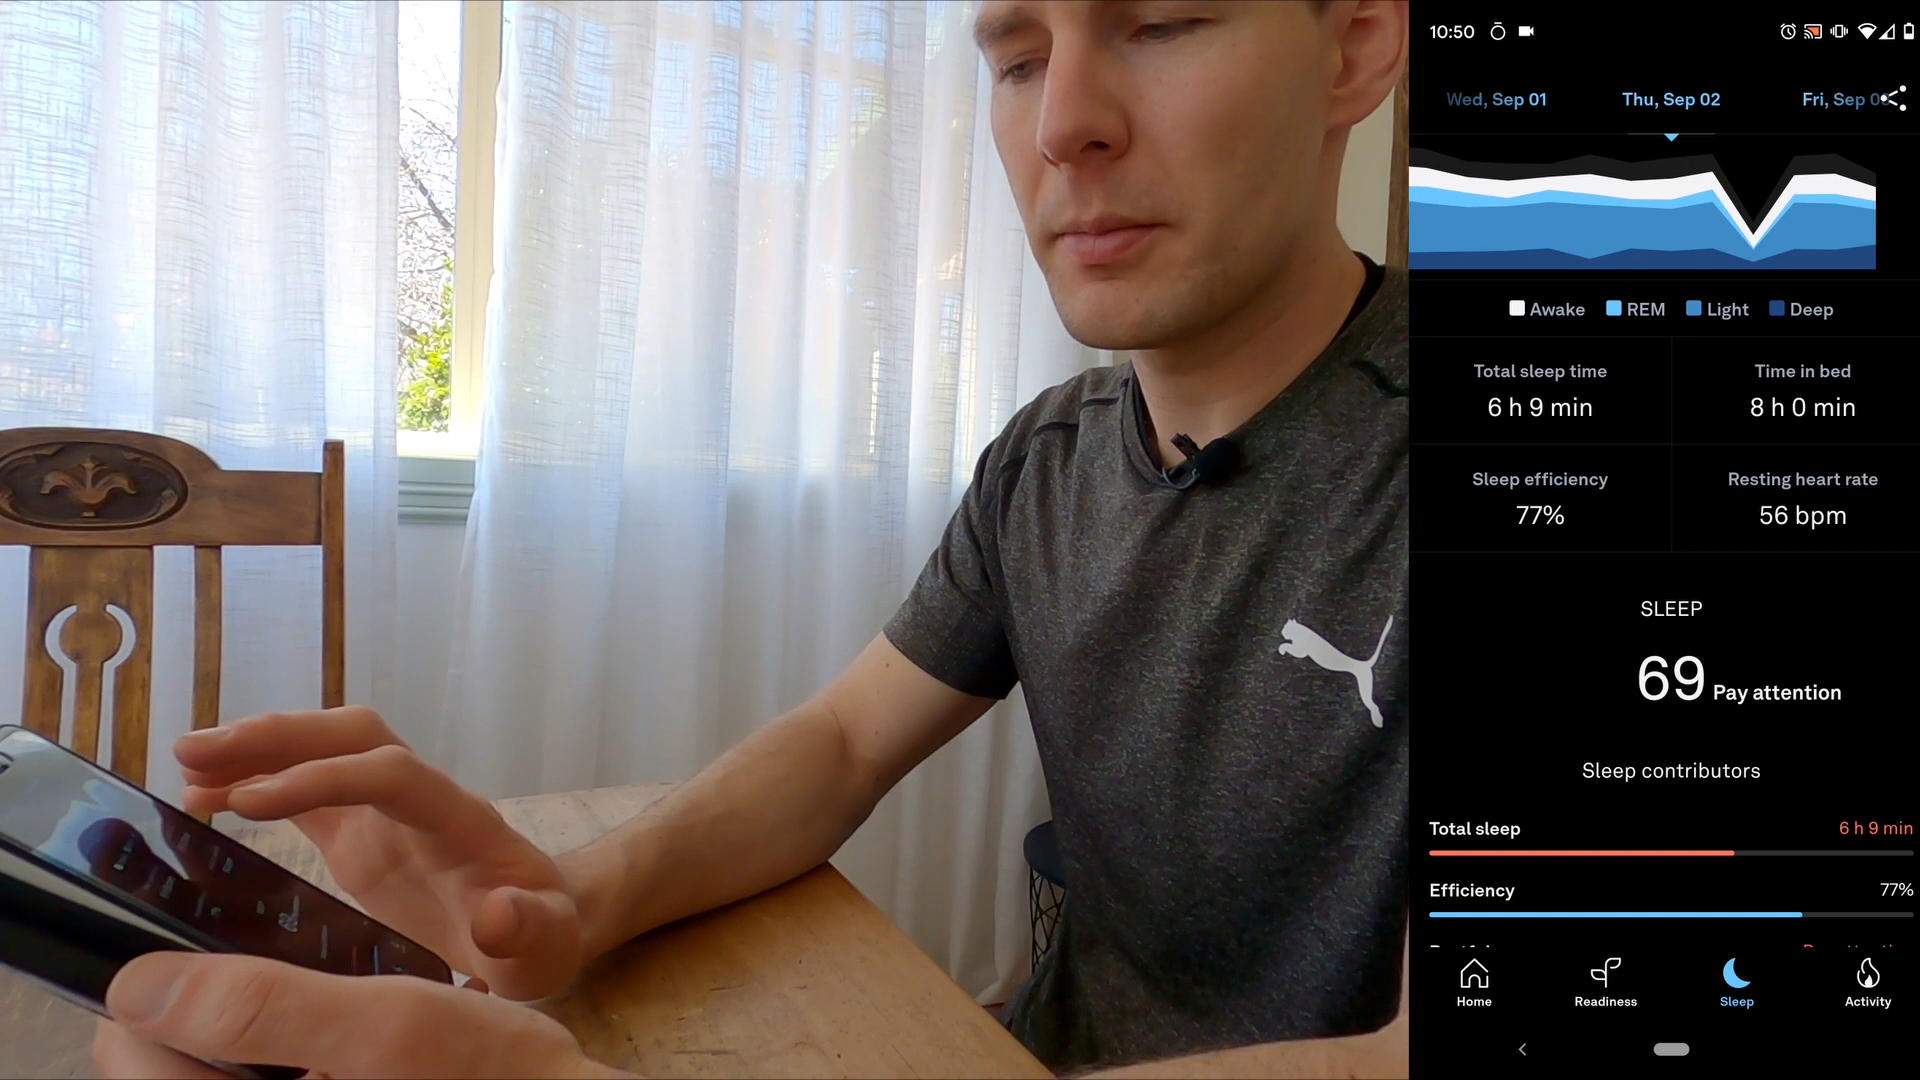 10:50
Wed, Sep 01 Thu, Sep 02 Fri, Sep
Awake REM Light Deep
Total sleep time Time in bed
6 h 9 min 8 h 0 min
Sleep efficiency Resting heart rate
77% 56 bpm
SLEEP
69 Pay attention
Sleep contributors
Total sleep 6 h 9 min
Efficiency 77%
Home Readiness Sleep Activity